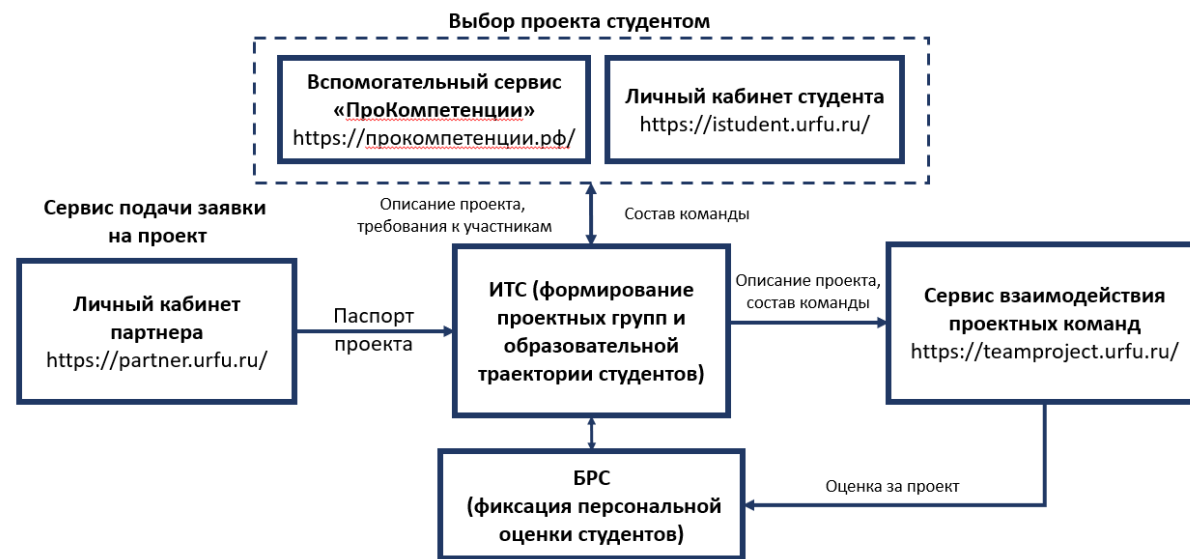 Выбор проекта студентом
Вспомогательный сервис
«ПроКомпетенции»
https://прокомпетенции.рф/
Личный кабинет студента
https://istudent.urfu.ru/
Описание проекта,
требования к участникам
Состав команды
Сервис подачи заявки
на проект
Личный кабинет
партнера
https://partner.urfu.ru/
Паспорт
проекта
ИТС (формирование
проектных групп и
образовательной
траектории студентов)
Описание проекта,
состав команды
Сервис взаимодействия
проектных команд
https://teamproject.urfu.ru/
БРС
(фиксация персональной
оценки студентов)
Оценка за проект